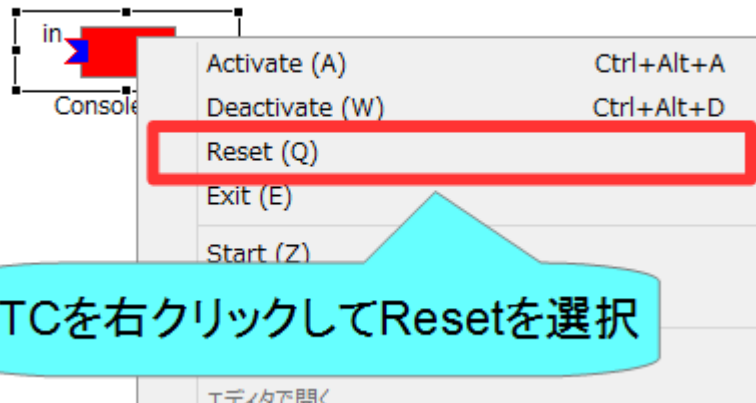 in
Console
Activate (A) Ctrl+Alt+A
Deactivate (W) Ctrl+Alt+D
Reset (Q)
Exit (E)
Start (Z)
TCを右クリックしてResetを選択
エディタで開く